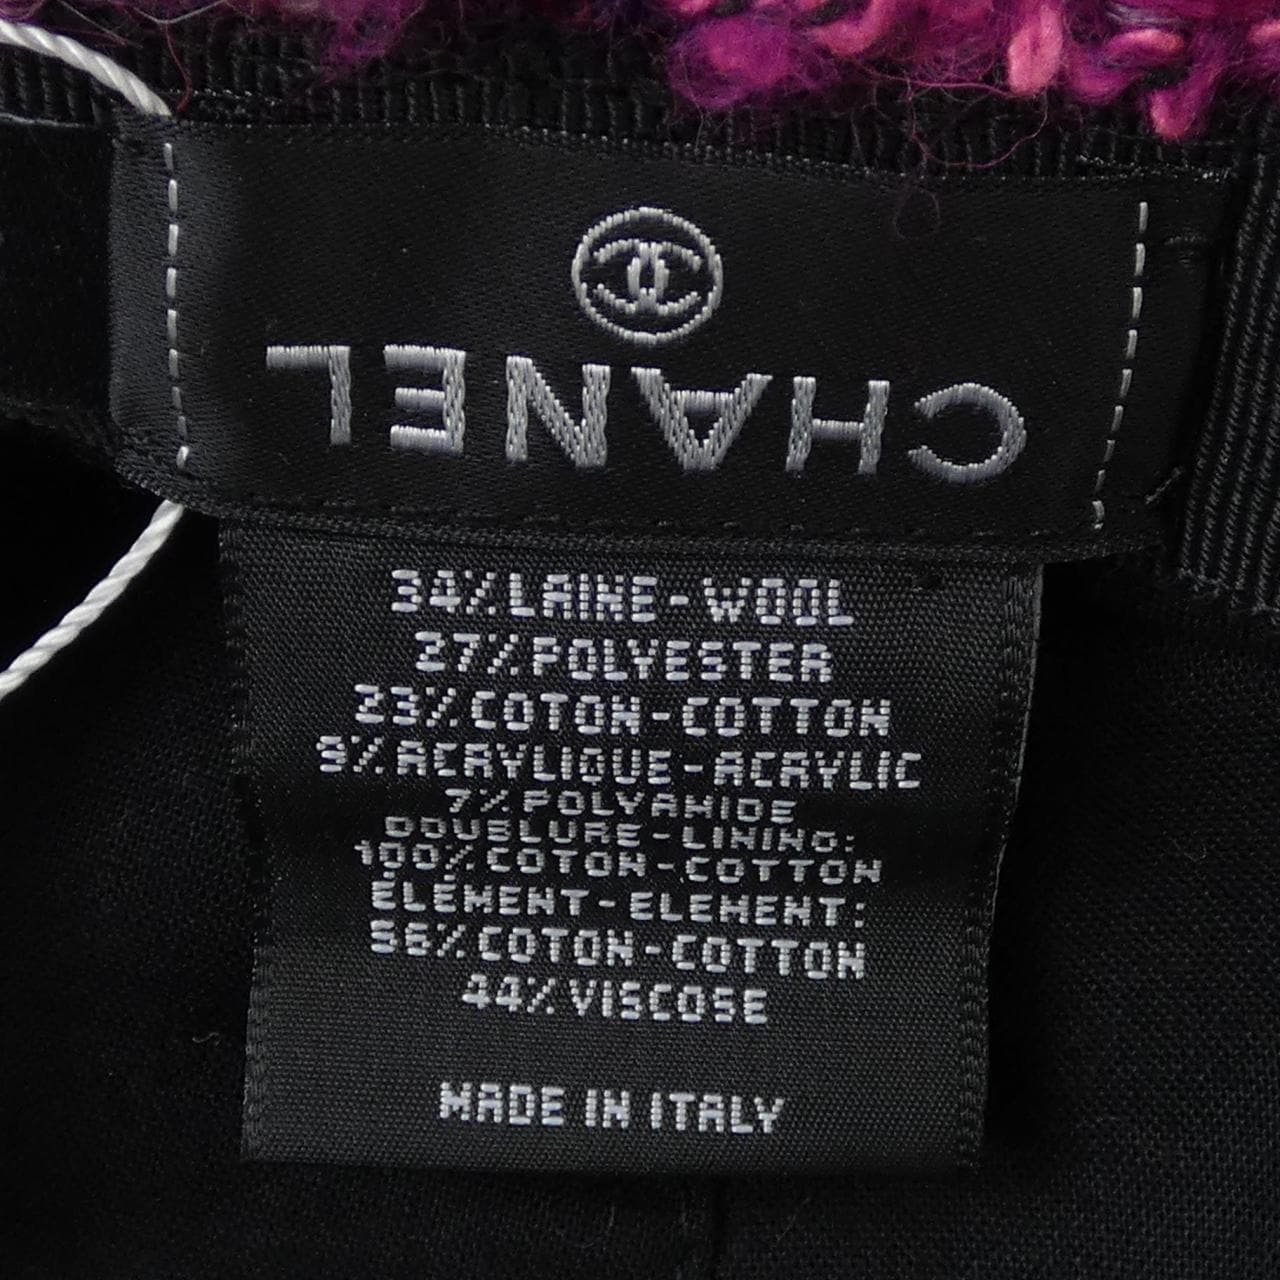 CHANEL
34% LAINE - WOOL
27% POLYESTER
23% COTON - COTTON
9% ACRYLIQUE - ACRYLIC
7% POLYAMIDE
DOUBLURE - LINING:
100% COTON - COTTON
ÉLÉMENT - ELEMENT:
56% COTON - COTTON
44% VISCOSE
MADE IN ITALY